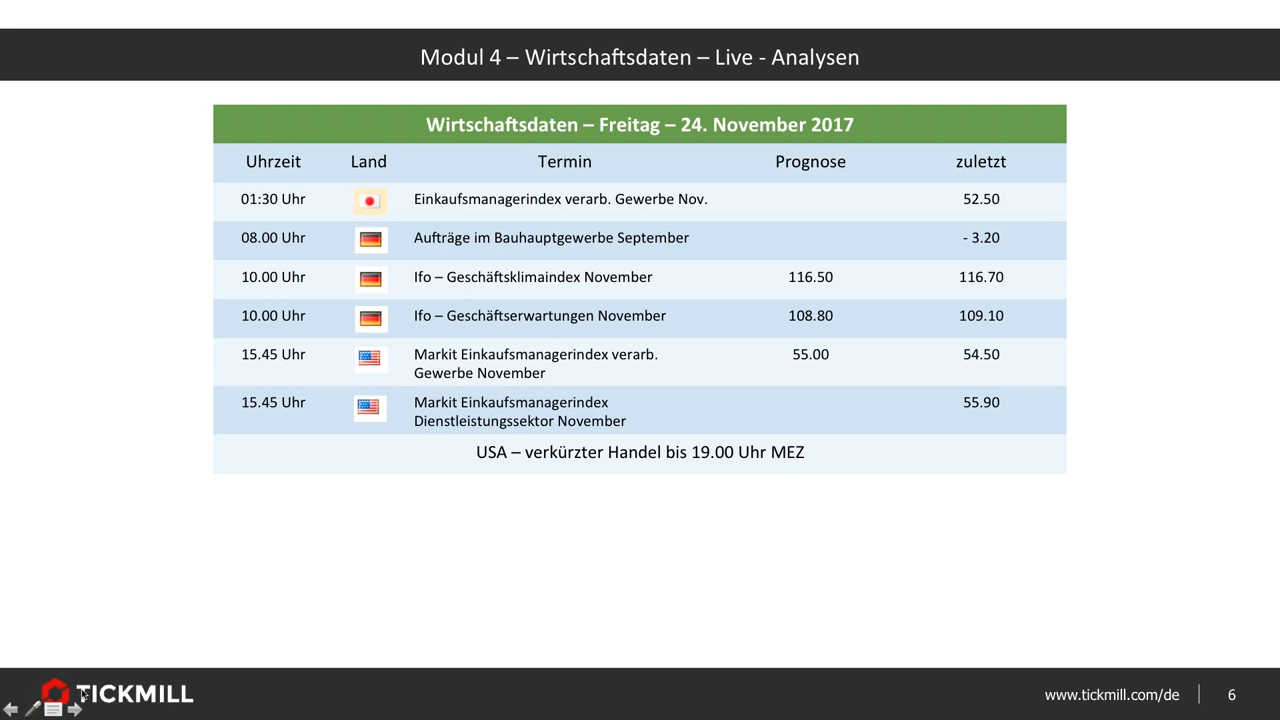 Modul 4 – Wirtschaftsdaten – Live - Analysen
Wirtschaftsdaten – Freitag – 24. November 2017
Uhrzeit Land Termin Prognose zuletzt
01:30 Uhr Einkaufsmanagerindex verarb. Gewerbe Nov. 52.50
08.00 Uhr Aufträge im Bauhauptgewerbe September - 3.20
10.00 Uhr Ifo – Geschäftsklimaindex November 116.50 116.70
10.00 Uhr Ifo – Geschäftserwartungen November 108.80 109.10
15.45 Uhr Markit Einkaufsmanagerindex verarb. 55.00 54.50
Gewerbe November
15.45 Uhr Markit Einkaufsmanagerindex 55.90
Dienstleistungssektor November
USA – verkürzter Handel bis 19.00 Uhr MEZ
TICKMILL www.tickmill.com/de 6